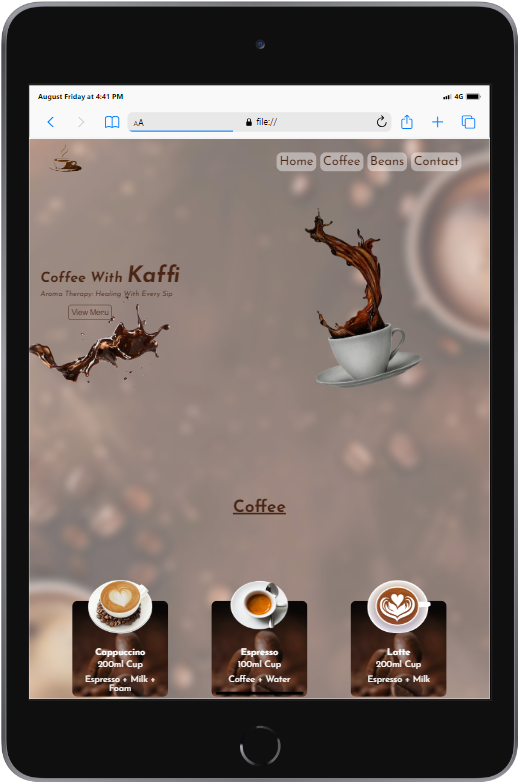 August Friday at 4:41 PM
4G
AA
file://
Home Coffee Beans Contact
Coffee With Kaffi
Aroma Therapy: Healing With Every Sip
View Menu
Coffee
Cappuccino
200ml Cup
Espresso + Milk +
Foam
Espresso
100ml Cup
Coffee + Water
Latte
200ml Cup
Espresso + Milk